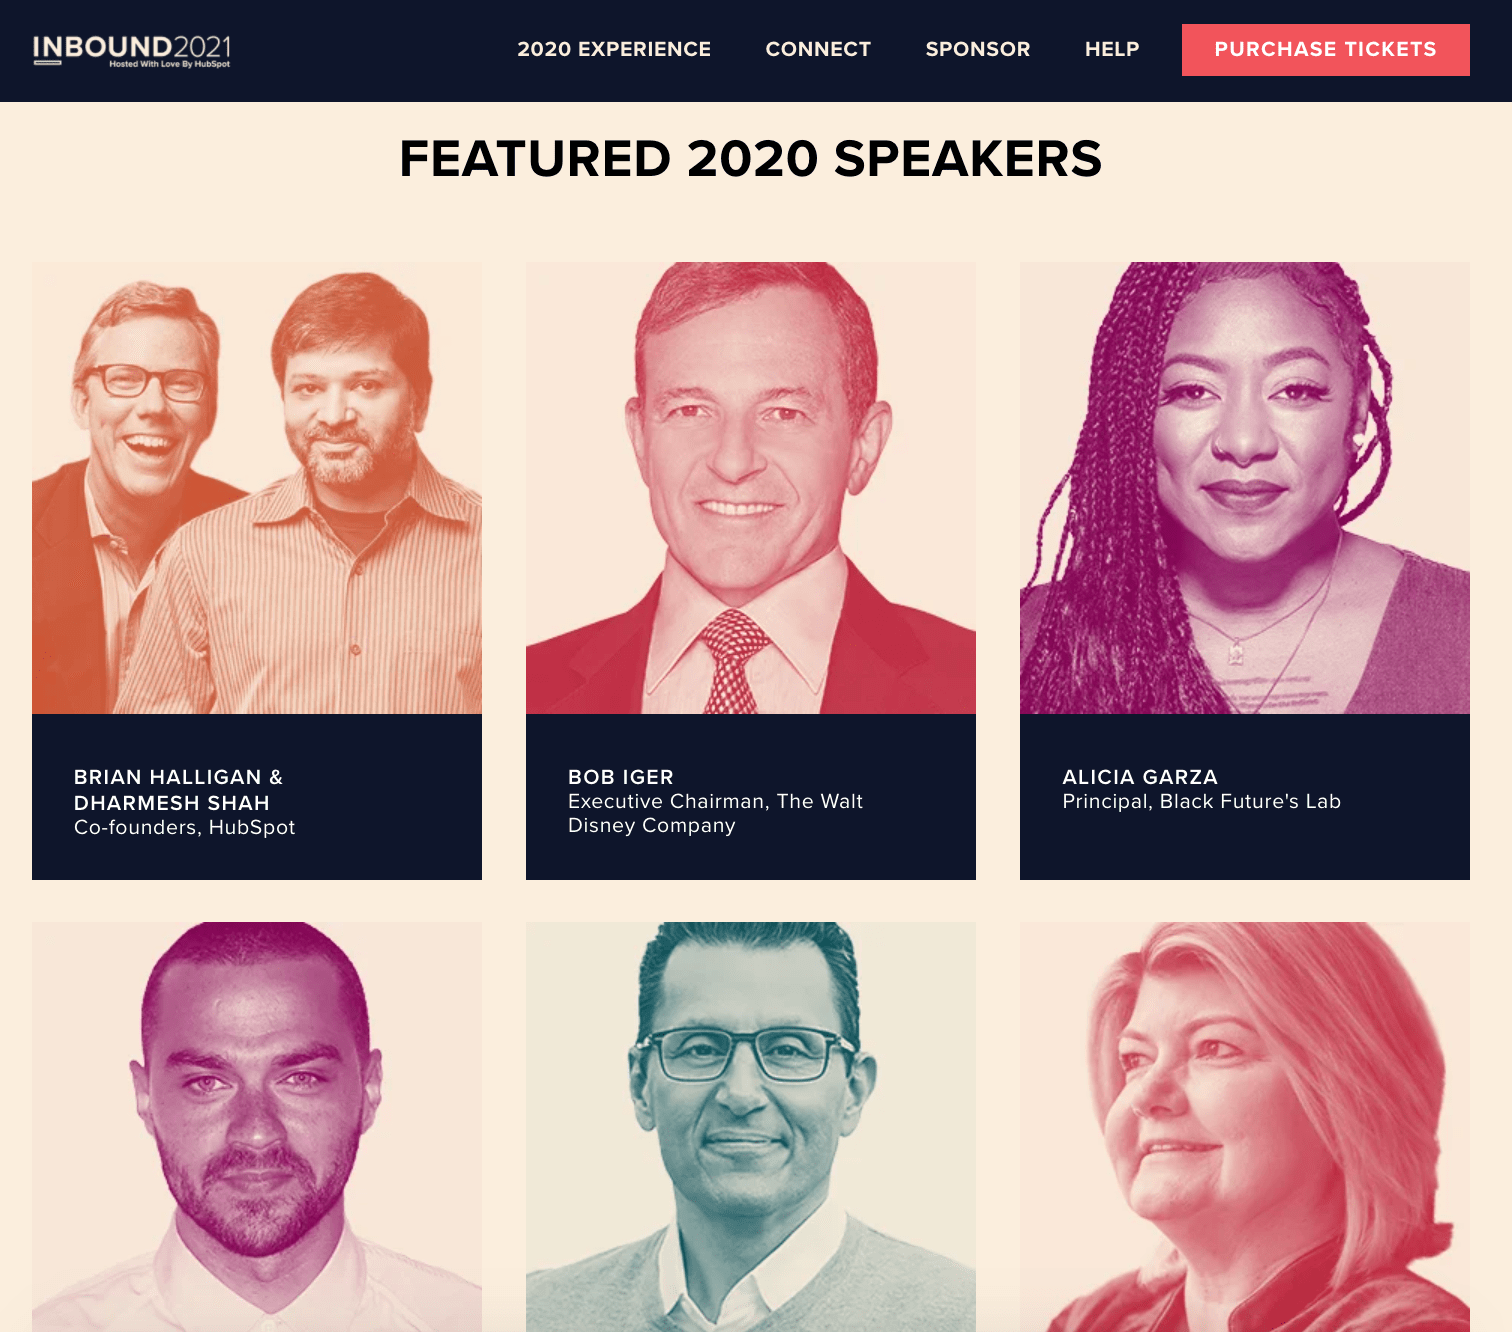 INBOUND2021
Hosted With Love By HubSpot
2020 EXPERIENCE
CONNECT
SPONSOR
HELP
PURCHASE TICKETS
FEATURED 2020 SPEAKERS
BRIAN HALLIGAN &
DHARMESH SHAH
Co-founders, HubSpot
BOB IGER
Executive Chairman, The Walt
Disney Company
ALICIA GARZA
Principal, Black Future's Lab